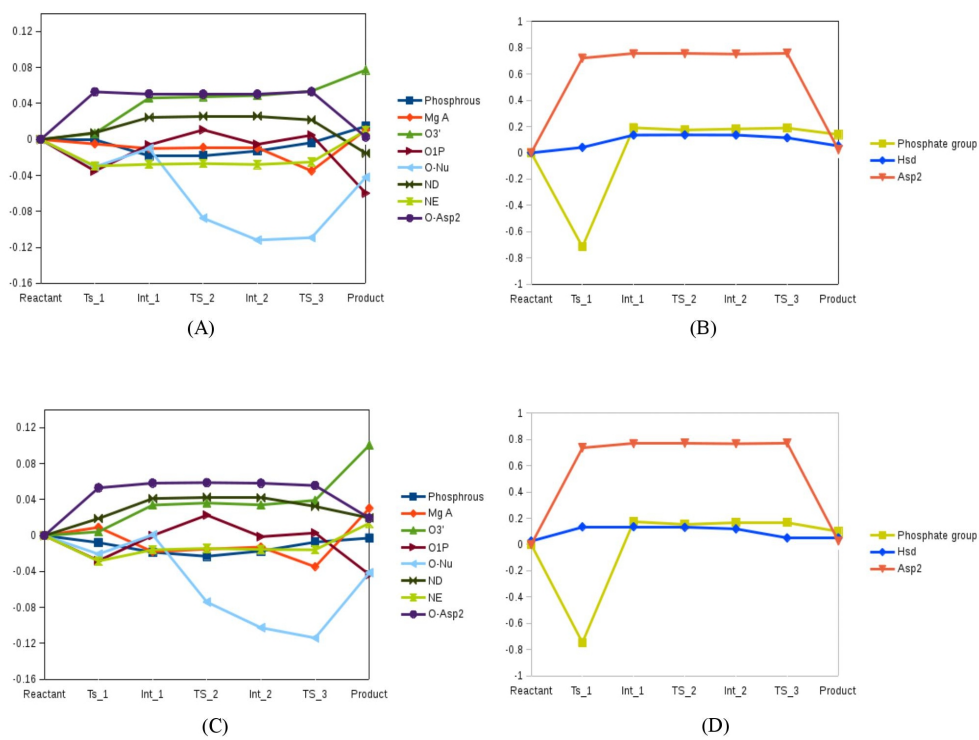 0.12
0.08
0.04
0
-0.04
-0.08
-0.12
-0.16
Reactant Ts_1 Int_1 TS_2 Int_2 TS_3 Product
Phosphrous
Mg A
O3'
O1P
O-Nu
ND
NE
O-Asp2
(A)
1
0.8
0.6
0.4
0.2
0
-0.2
-0.4
-0.6
-0.8
-1
Reactant Ts_1 Int_1 TS_2 Int_2 TS_3 Product
Phosphate group
Hsd
Asp2
(B)
0.12
0.08
0.04
0
-0.04
-0.08
-0.12
-0.16
Reactant Ts_1 Int_1 TS_2 Int_2 TS_3 Product
Phosphrous
Mg A
O3'
O1P
O-Nu
ND
NE
O-Asp2
(C)
1
0.8
0.6
0.4
0.2
0
-0.2
-0.4
-0.6
-0.8
-1
Reactant Ts_1 Int_1 TS_2 Int_2 TS_3 Product
Phosphate group
Hsd
Asp2
(D)